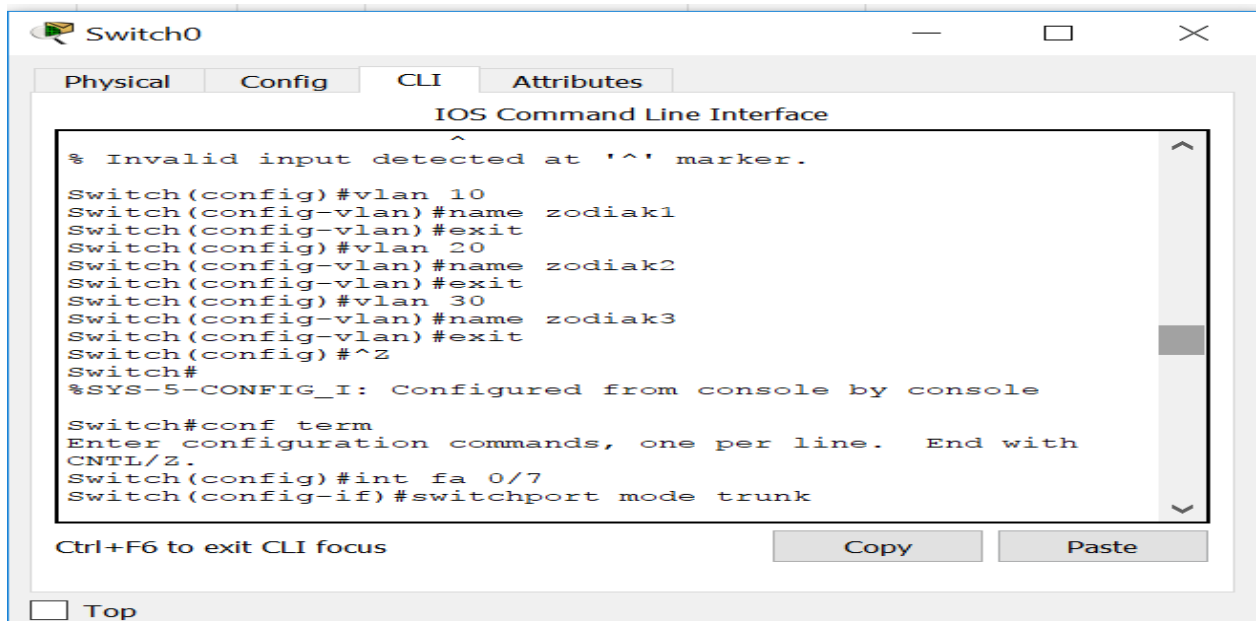 Switch0
Physical Config CLI Attributes
IOS Command Line Interface
^
% Invalid input detected at '^' marker.
Switch(config)#vlan 10
Switch(config-vlan)#name zodiak1
Switch(config-vlan)#exit
Switch(config)#vlan 20
Switch(config-vlan)#name zodiak2
Switch(config-vlan)#exit
Switch(config)#vlan 30
Switch(config-vlan)#name zodiak3
Switch(config-vlan)#exit
Switch(config)#^Z
Switch#
%SYS-5-CONFIG_I: Configured from console by console
Switch#conf term
Enter configuration commands, one per line. End with
CNTL/Z.
Switch(config)#int fa 0/7
Switch(config-if)#switchport mode trunk
Ctrl+F6 to exit CLI focus
Copy Paste
Top